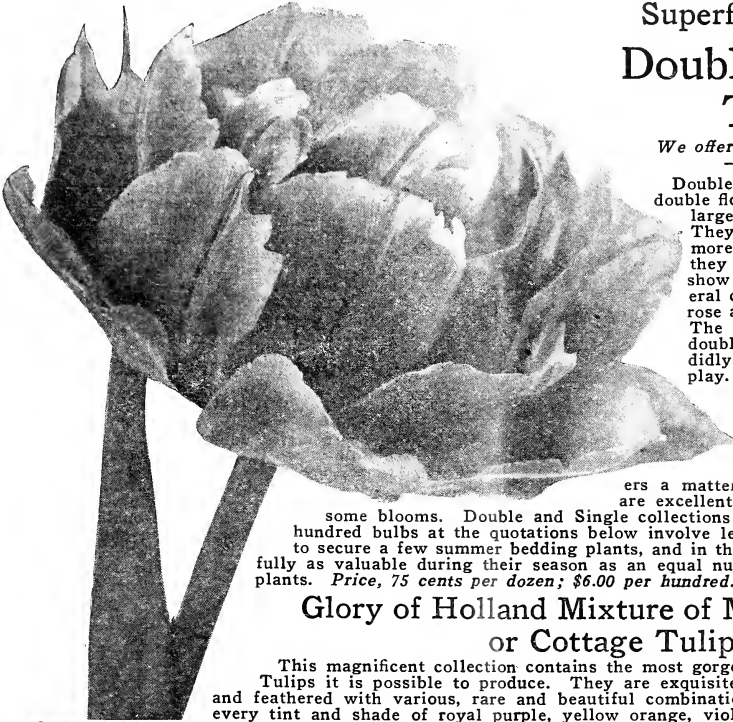 Superf
Doubl
T
We offer
Double
double flo
large
They
more
they
show
eral
rose a
The
doubl
didly
play.
ers a matter
are excellent
some blooms. Double and Single collections
hundred bulbs at the quotations below involve le
to secure a few summer bedding plants, and in th
fully as valuable during their season as an equal nu
plants. Price, 75 cents per dozen; $6.00 per hundred.
Glory of Holland Mixture of M
or Cottage Tulip
This magnificent collection contains the most gorge
Tulips it is possible to produce. They are exquisite
and feathered with various, rare and beautiful combinati
every tint and shade of royal purple, yellow orange, viol